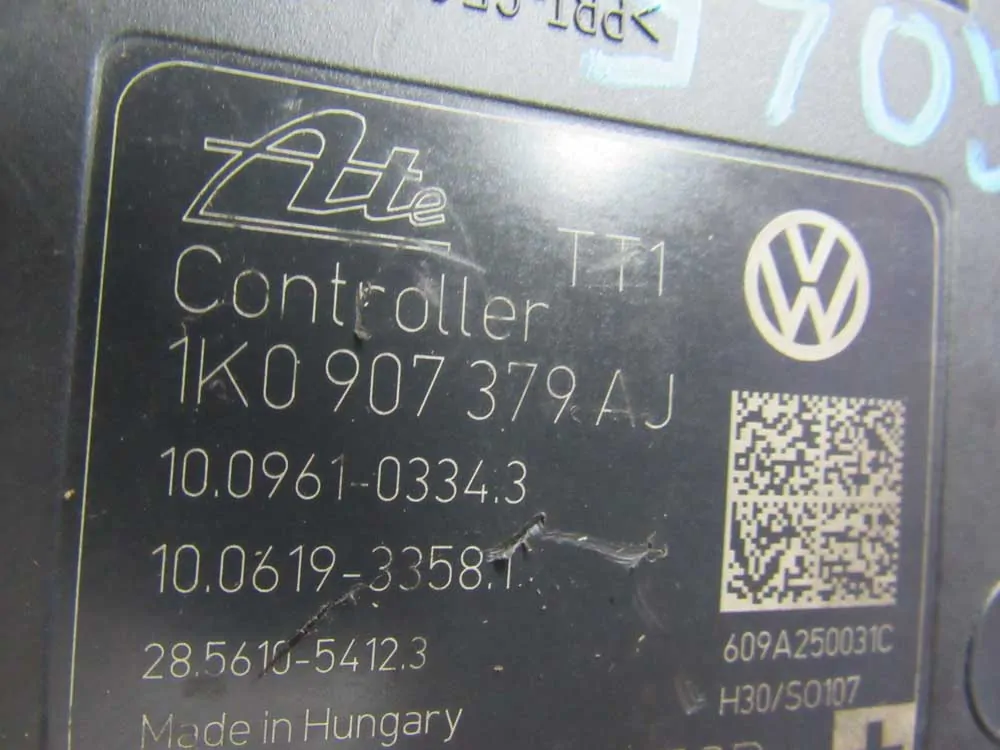 Ate
TT1
Controller
1K0 907 379 AJ
10.0961-0334.3
10.0619-3358.1
28.5610-5412.3
609A250031C
H30/SO107
Made in Hungary